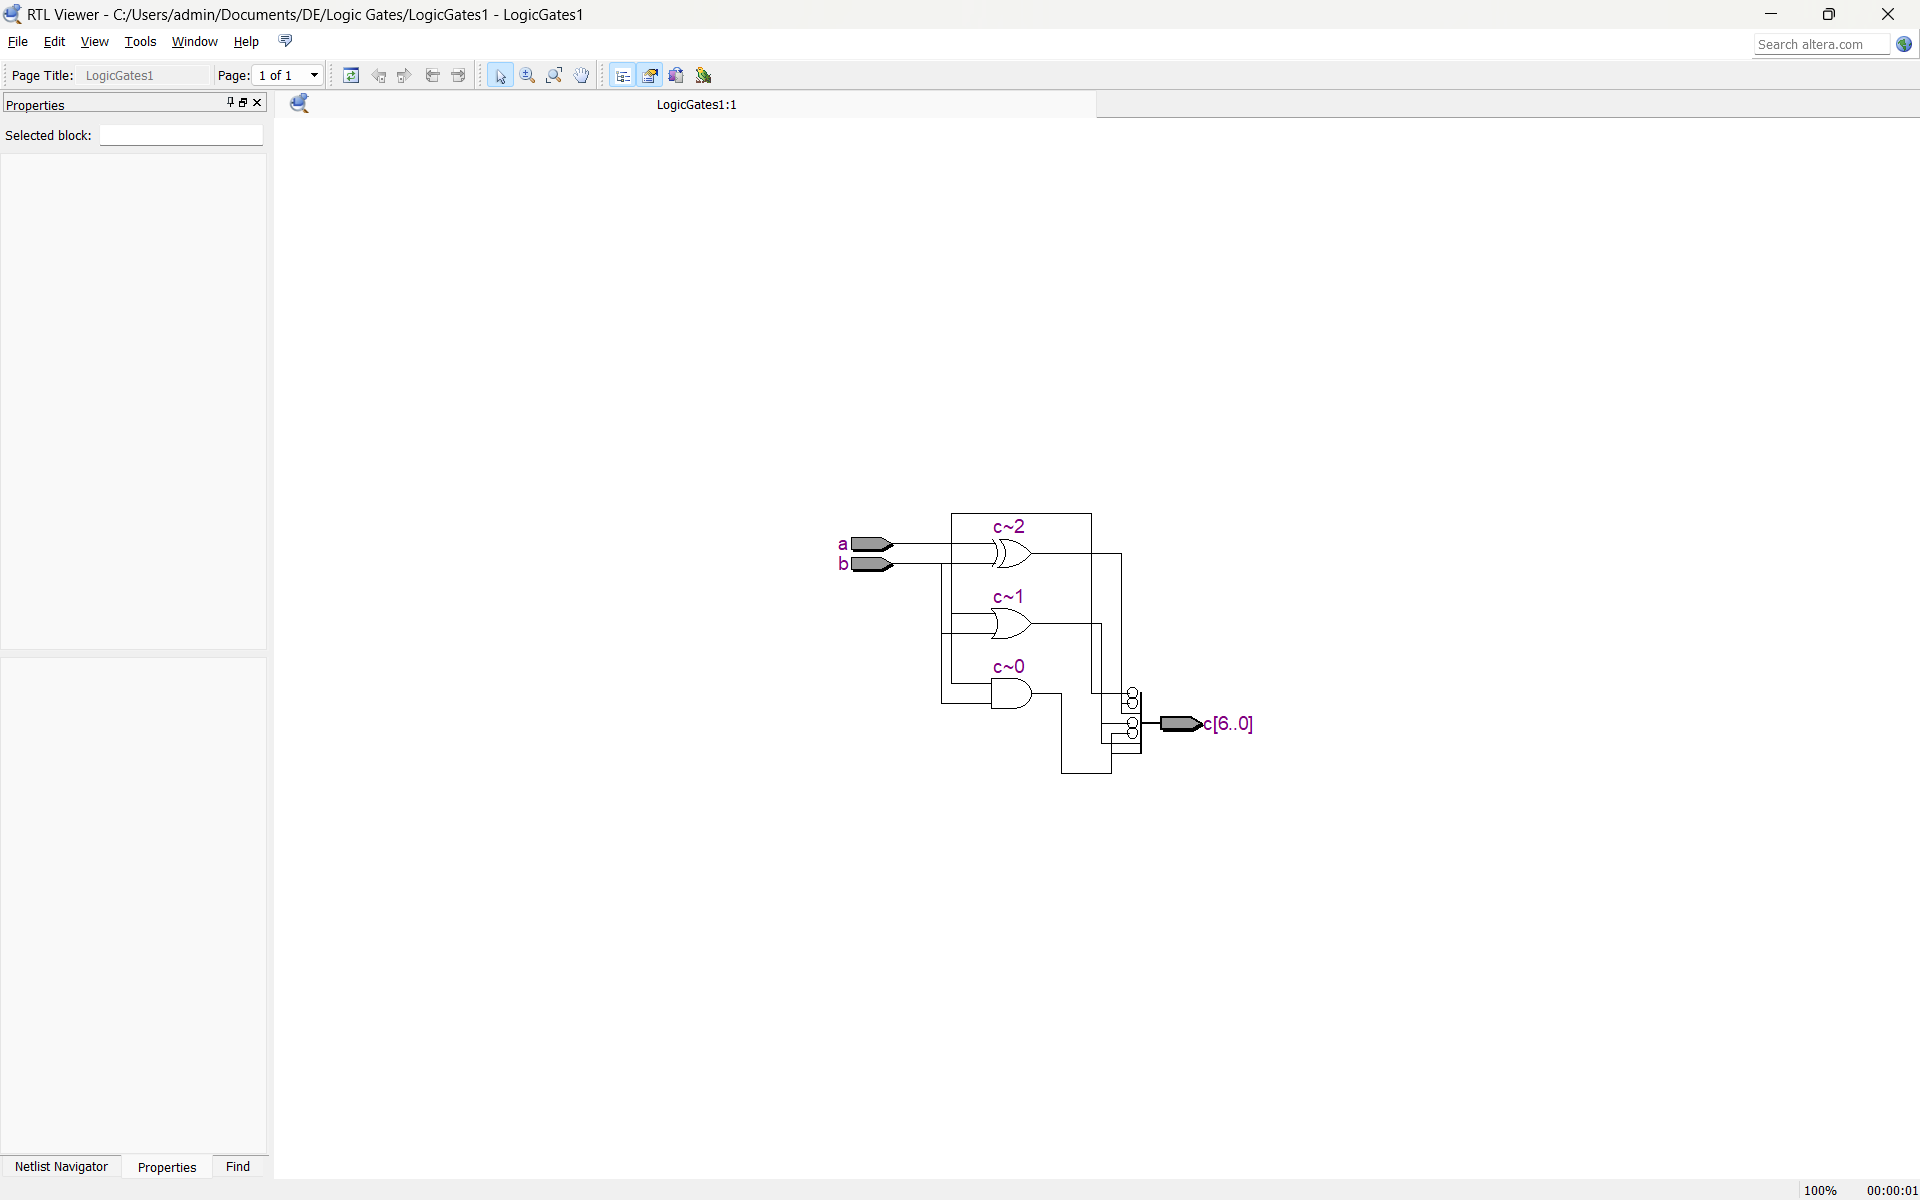 RTL Viewer - C:/Users/admin/Documents/DE/Logic Gates/LogicGates1 - LogicGates1
File Edit View Tools Window Help
Search altera.com
Page Title: LogicGates1 Page: 1 of 1
Properties
LogicGates1:1
Selected block:
c~2
a
b
c~1
c~0
c[6..0]
Netlist Navigator Properties Find
100% 00:00:01